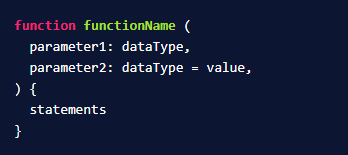 function functionName (
  parameter1: dataType,
  parameter2: dataType = value,
) {
  statements
}